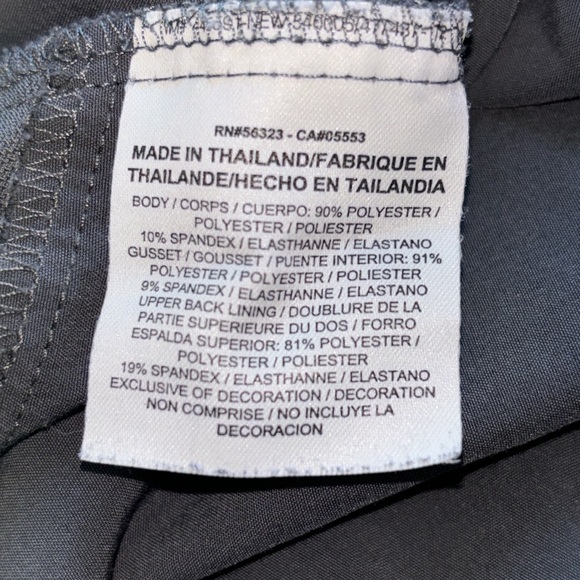 RN#56323 - CA#05553
MADE IN THAILAND/FABRIQUE EN
THAILANDE/HECHO EN TAILANDIA
BODY / CORPS / CUERPO: 90% POLYESTER /
POLYESTER / POLIESTER
10% SPANDEX / ELASTHANNE / ELASTANO
GUSSET / GOUSSET / PUENTE INTERIOR: 91%
POLYESTER / POLYESTER / POLIESTER
9% SPANDEX / ELASTHANNE / ELASTANO
UPPER BACK LINING / DOUBLURE DE LA
PARTIE SUPERIEURE DU DOS / FORRO
ESPALDA SUPERIOR: 81% POLYESTER /
POLYESTER / POLIESTER
19% SPANDEX / ELASTHANNE / ELASTANO
EXCLUSIVE OF DECORATION / DECORATION
NON COMPRISE / NO INCLUYE LA
DECORACION